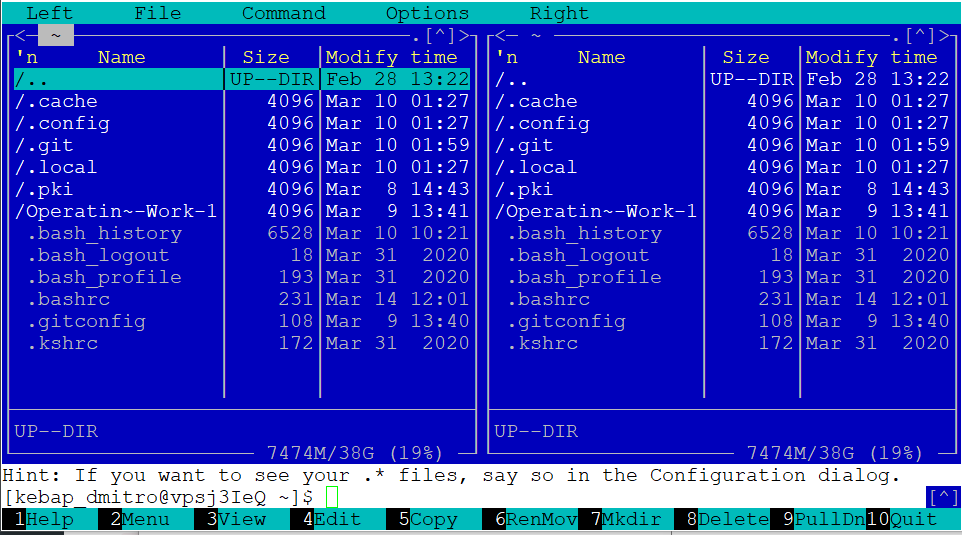 Left File Command Options Right
<─ ~ ─.[^]>┐ <─ ~ ─.[^]>┐
'n Name Size Modify time 'n Name Size Modify time
/.. UP--DIR Feb 28 13:22 /.. UP--DIR Feb 28 13:22
/.cache 4096 Mar 10 01:27 /.cache 4096 Mar 10 01:27
/.config 4096 Mar 10 01:27 /.config 4096 Mar 10 01:27
/.git 4096 Mar 10 01:59 /.git 4096 Mar 10 01:59
/.local 4096 Mar 10 01:27 /.local 4096 Mar 10 01:27
/.pki 4096 Mar 8 14:43 /.pki 4096 Mar 8 14:43
/Operatin~-Work-1 4096 Mar 9 13:41 /Operatin~-Work-1 4096 Mar 9 13:41
.bash_history 6528 Mar 10 10:21 .bash_history 6528 Mar 10 10:21
.bash_logout 18 Mar 31 2020 .bash_logout 18 Mar 31 2020
.bash_profile 193 Mar 31 2020 .bash_profile 193 Mar 31 2020
.bashrc 231 Mar 14 12:01 .bashrc 231 Mar 14 12:01
.gitconfig 108 Mar 9 13:40 .gitconfig 108 Mar 9 13:40
.kshrc 172 Mar 31 2020 .kshrc 172 Mar 31 2020
UP--DIR UP--DIR
7474M/38G (19%) 7474M/38G (19%)
Hint: If you want to see your .* files, say so in the Configuration dialog.
[kebap_dmitro@vpsj3IeQ ~]$ [^]
1Help 2Menu 3View 4Edit 5Copy 6RenMov 7Mkdir 8Delete 9PullDn 10Quit